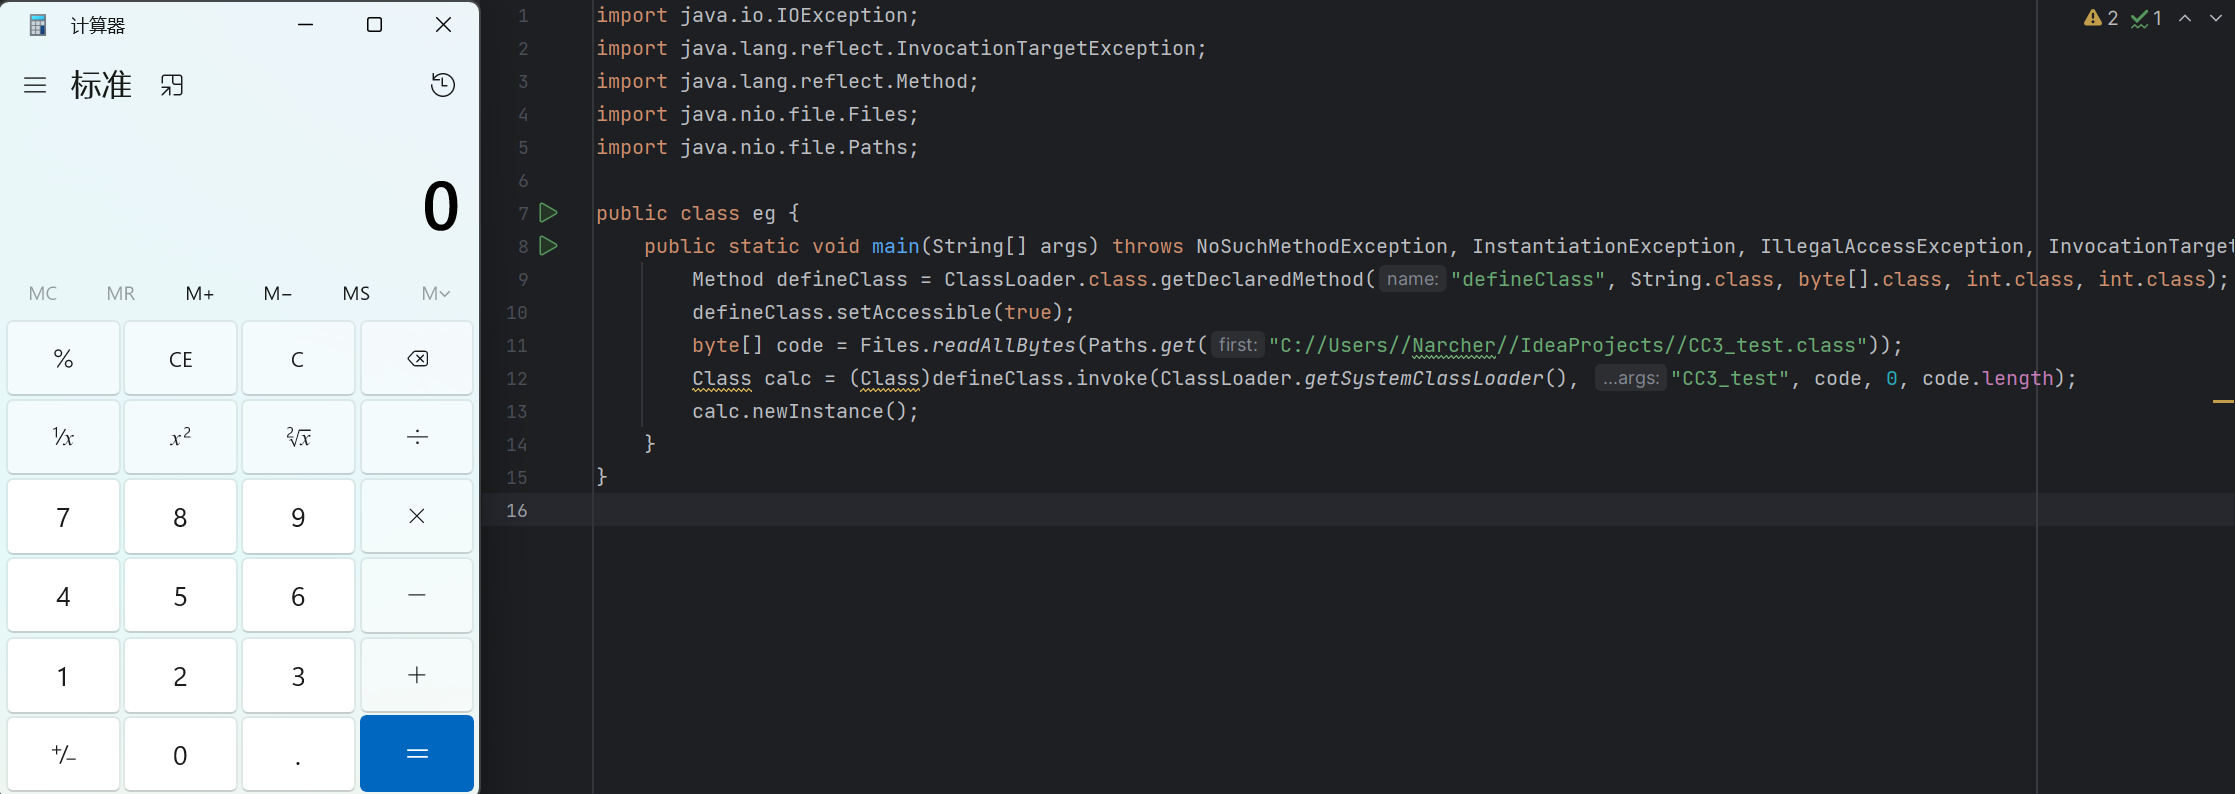 计算器
标准
0
MC MR M+ M− MS M
% CE C
¹/x x² ²√x ÷
7 8 9 ×
4 5 6 −
1 2 3 +
+/− 0 . =
2 1
1 import java.io.IOException;
2 import java.lang.reflect.InvocationTargetException;
3 import java.lang.reflect.Method;
4 import java.nio.file.Files;
5 import java.nio.file.Paths;
6
7 public class eg {
8 public static void main(String[] args) throws NoSuchMethodException, InstantiationException, IllegalAccessException, InvocationTarget
9 Method defineClass = ClassLoader.class.getDeclaredMethod( name: "defineClass", String.class, byte[].class, int.class, int.class);
10 defineClass.setAccessible(true);
11 byte[] code = Files.readAllBytes(Paths.get( first: "C://Users//Narcher//IdeaProjects//CC3_test.class"));
12 Class calc = (Class)defineClass.invoke(ClassLoader.getSystemClassLoader(), ...args: "CC3_test", code, 0, code.length);
13 calc.newInstance();
14 }
15 }
16